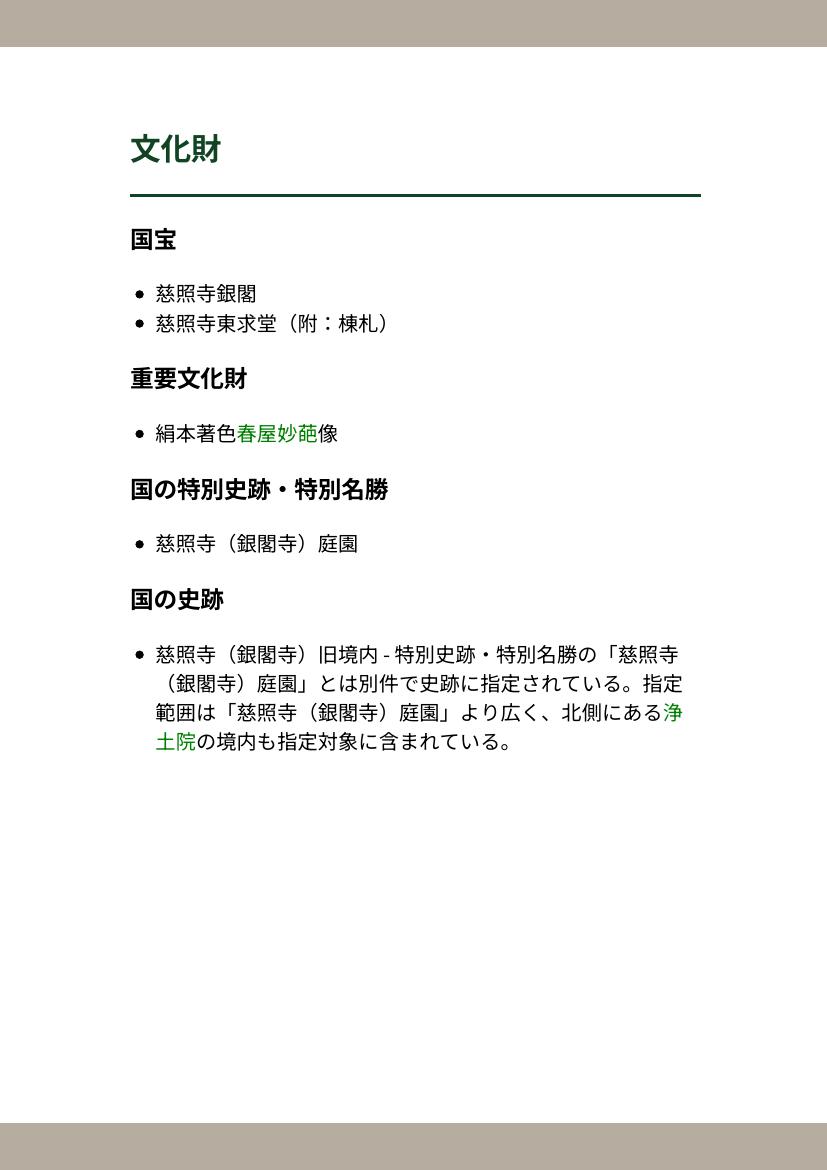 文化財
国宝
• 慈照寺銀閣
• 慈照寺東求堂（附：棟札）
重要文化財
• 絹本著色春屋妙葩像
国の特別史跡・特別名勝
• 慈照寺（銀閣寺）庭園
国の史跡
• 慈照寺（銀閣寺）旧境内 - 特別史跡・特別名勝の「慈照寺
（銀閣寺）庭園」とは別件で史跡に指定されている。指定
範囲は「慈照寺（銀閣寺）庭園」より広く、北側にある浄
土院の境内も指定対象に含まれている。